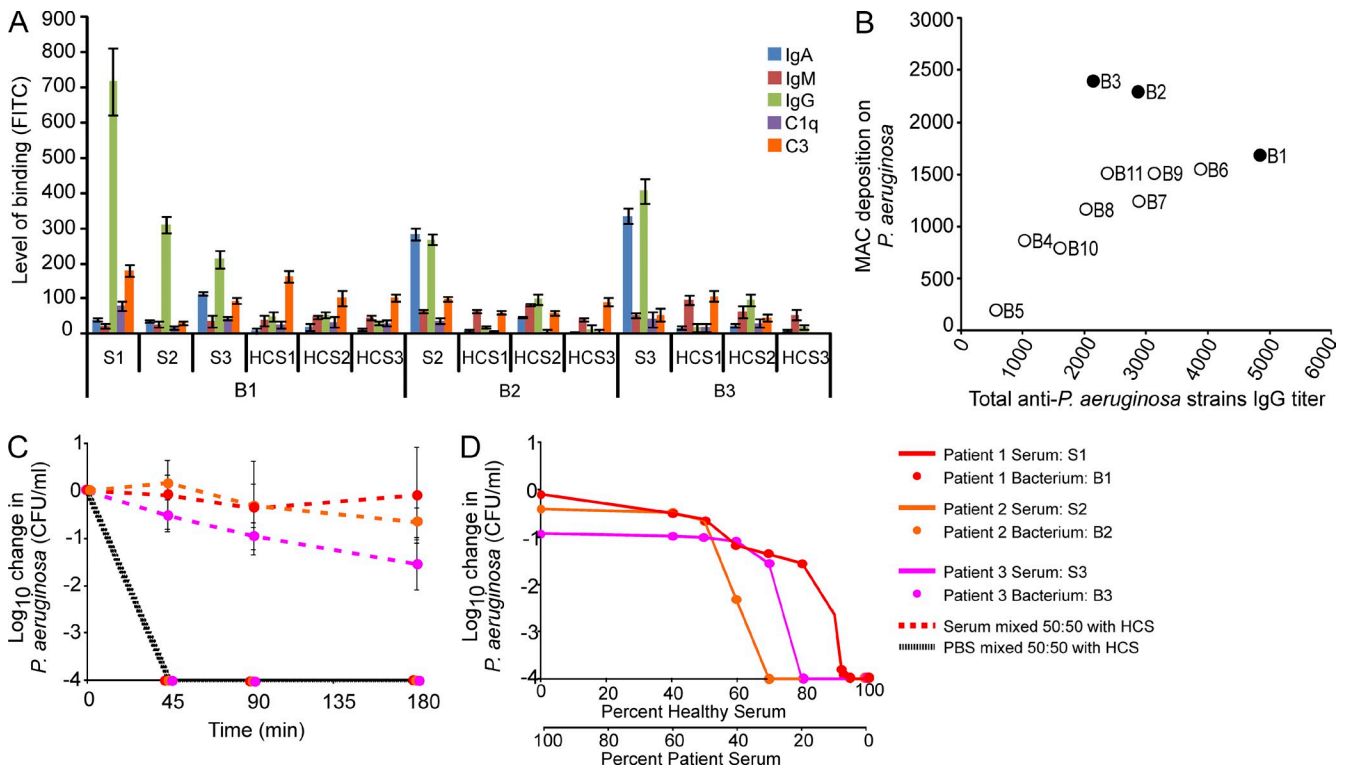 A
900
800
700
600
500
400
300
200
100
0
Level of binding (FITC)
IgA
IgM
IgG
C1q
C3
S1 S2 S3 HCS1 HCS2 HCS3 S2 HCS1 HCS2 HCS3 S3 HCS1 HCS2 HCS3
B1 B2 B3
B
3000
2500
2000
1500
1000
500
0
MAC deposition on
P. aeruginosa
B3
B2
B1
B11
B9
B6
B8
B7
B4
B10
B5
0 1000 2000 3000 4000 5000 6000
Total anti-P. aeruginosa strains IgG titer
C
1
0
-1
-2
-3
-4
Log10 change in
P. aeruginosa (CFU/ml)
0 45 90 135 180
Time (min)
D
1
0
-1
-2
-3
-4
Log10 change in
P. aeruginosa (CFU/ml)
0 20 40 60 80 100
Percent Healthy Serum
100 80 60 40 20 0
Percent Patient Serum
Patient 1 Serum: S1
Patient 1 Bacterium: B1
Patient 2 Serum: S2
Patient 2 Bacterium: B2
Patient 3 Serum: S3
Patient 3 Bacterium: B3
Serum mixed 50:50 with HCS
PBS mixed 50:50 with HCS